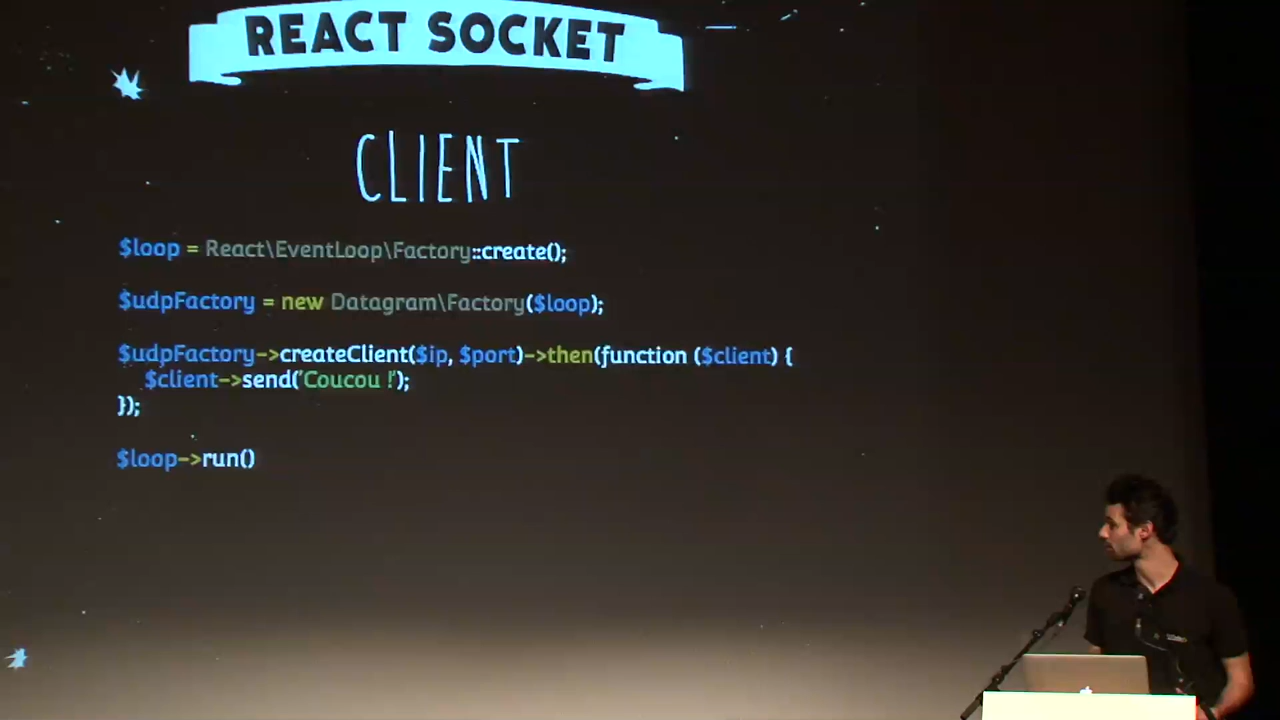 REACT SOCKET
CLIENT
$loop = React\EventLoop\Factory::create();
$udpFactory = new Datagram\Factory($loop);
$udpFactory->createClient($ip, $port)->then(function ($client) {
$client->send('Coucou !');
});
$loop->run()